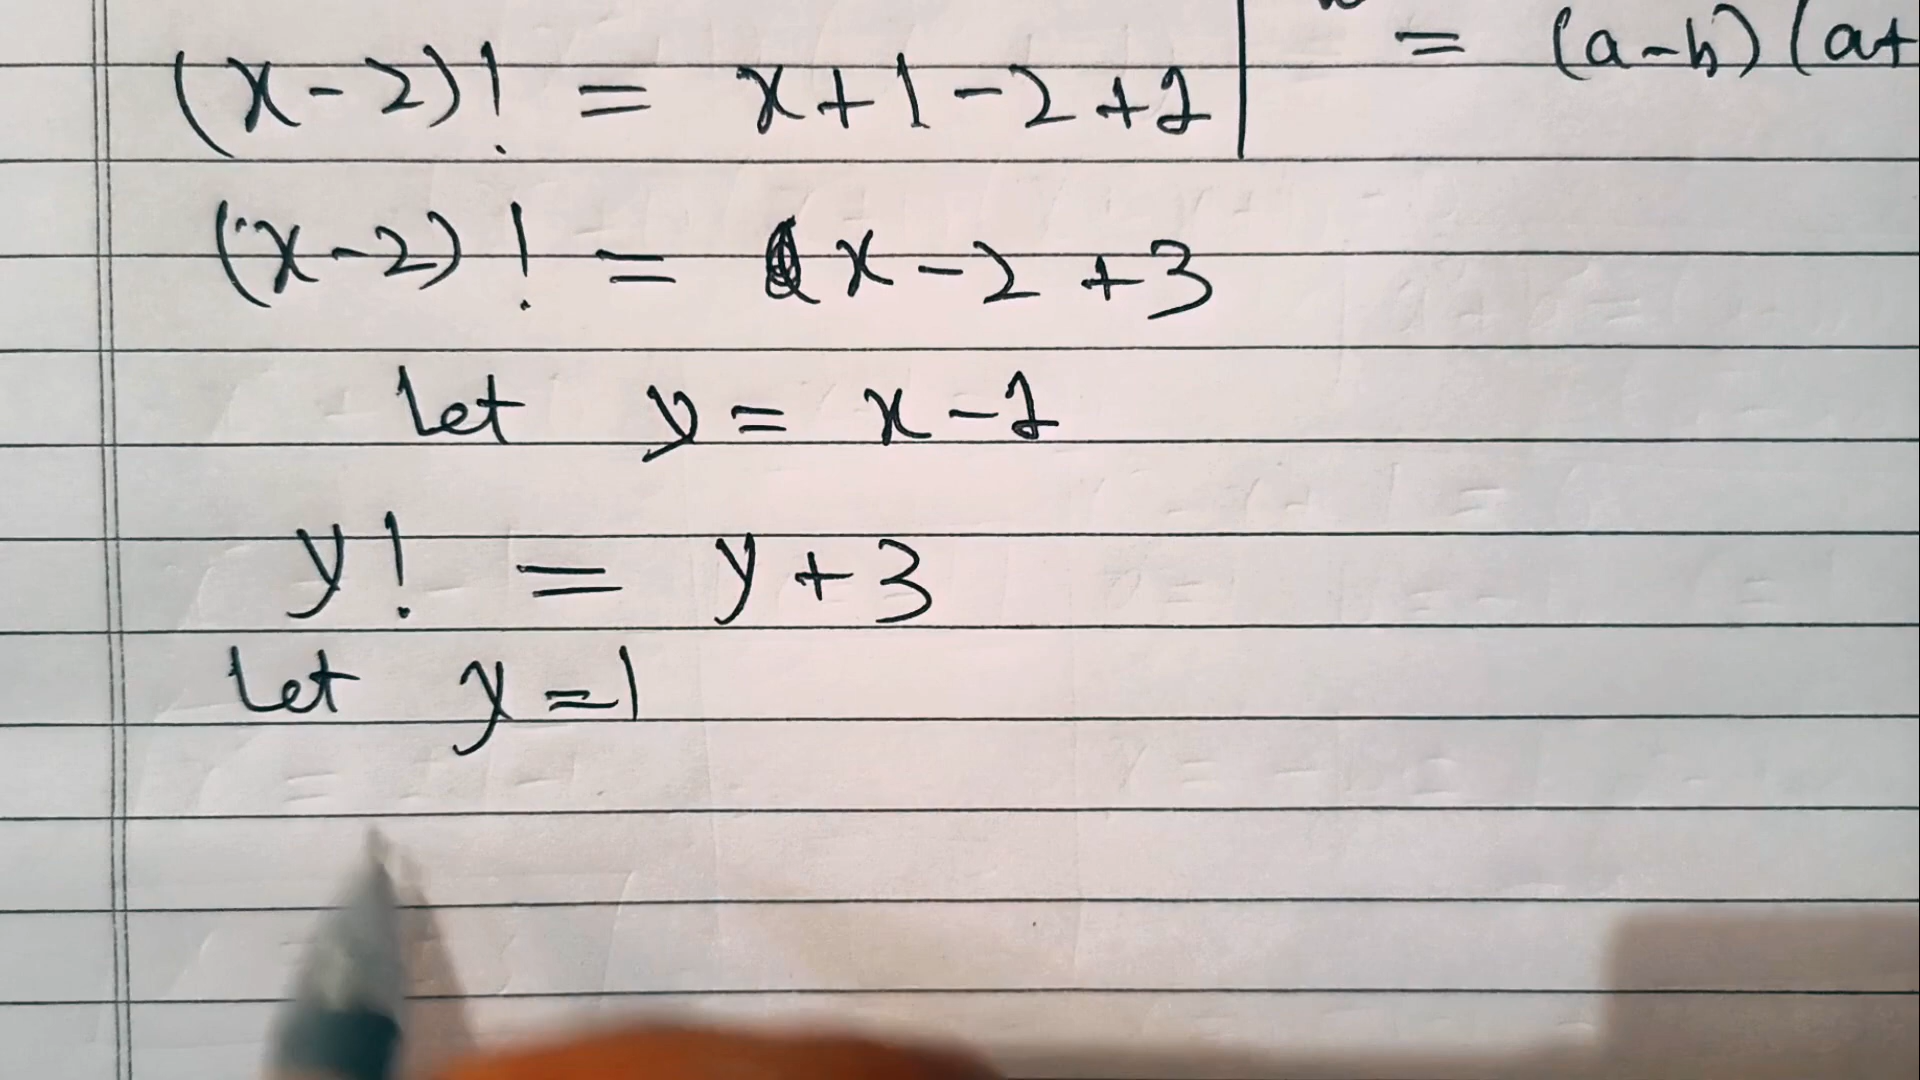 = (a-b)(a+
(x-2)! = x+1-2+2
(x-2)! = x-2+3
Let y = x-2
y! = y+3
Let y=1